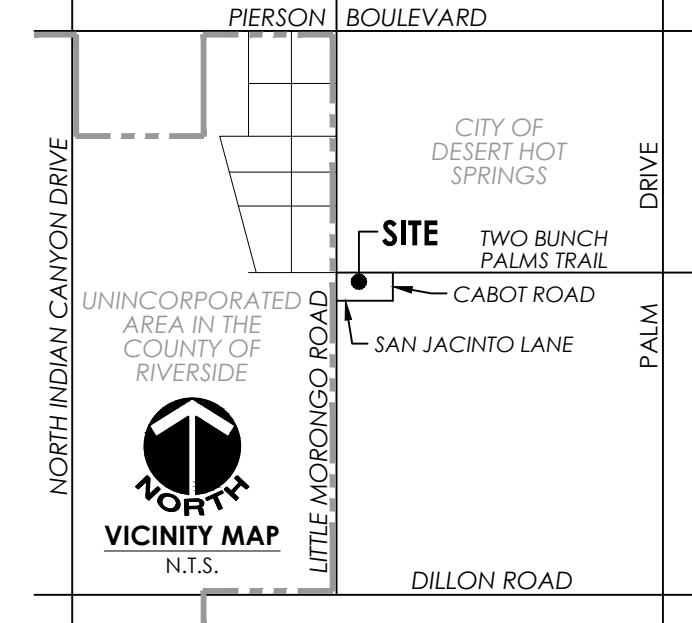 PIERSON BOULEVARD
CITY OF
DESERT HOT
SPRINGS
NORTH INDIAN CANYON DRIVE
PALM DRIVE
SITE
TWO BUNCH
PALMS TRAIL
CABOT ROAD
SAN JACINTO LANE
UNINCORPORATED
AREA IN THE
COUNTY OF
RIVERSIDE
LITTLE MORONGO ROAD
NORTH
VICINITY MAP
N.T.S.
DILLON ROAD